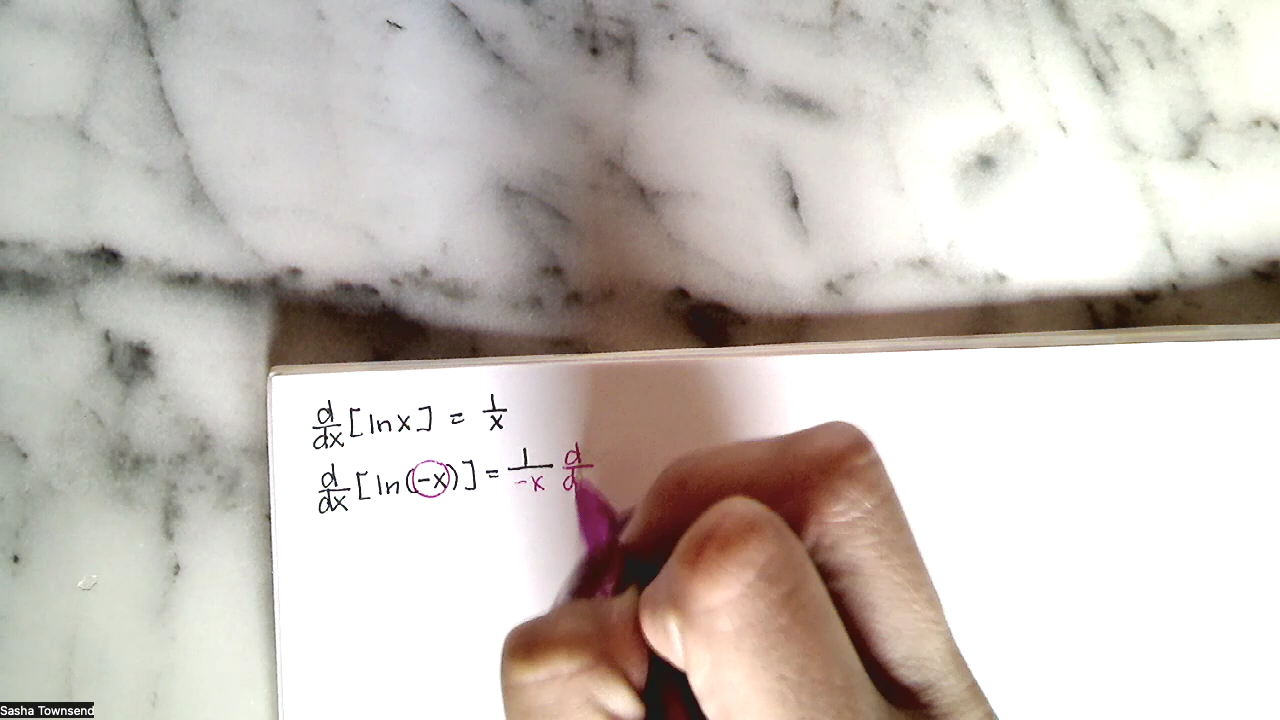 d/dx [ln x] = 1/x
d/dx [ln(-x)] = 1/-x d/d
Sasha Townsend